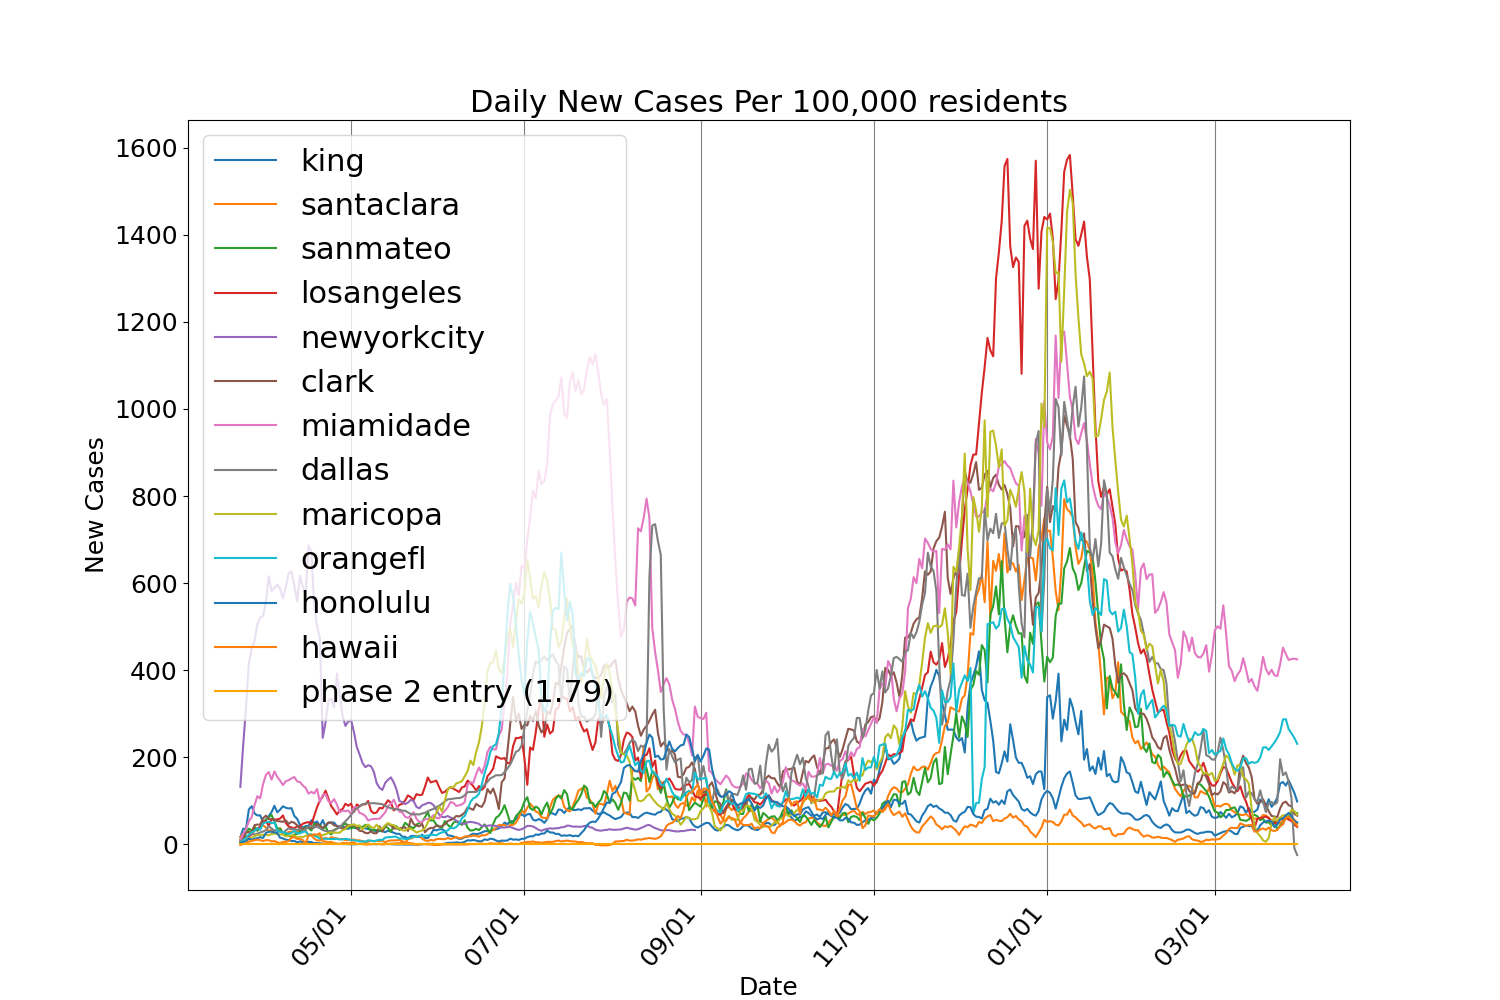 Daily New Cases Per 100,000 residents
New Cases
1600
1400
1200
1000
800
600
400
200
0
king
santaclara
sanmateo
losangeles
newyorkcity
clark
miamidade
dallas
maricopa
orangefl
honolulu
hawaii
phase 2 entry (1.79)
05/01
07/01
09/01
11/01
01/01
03/01
Date